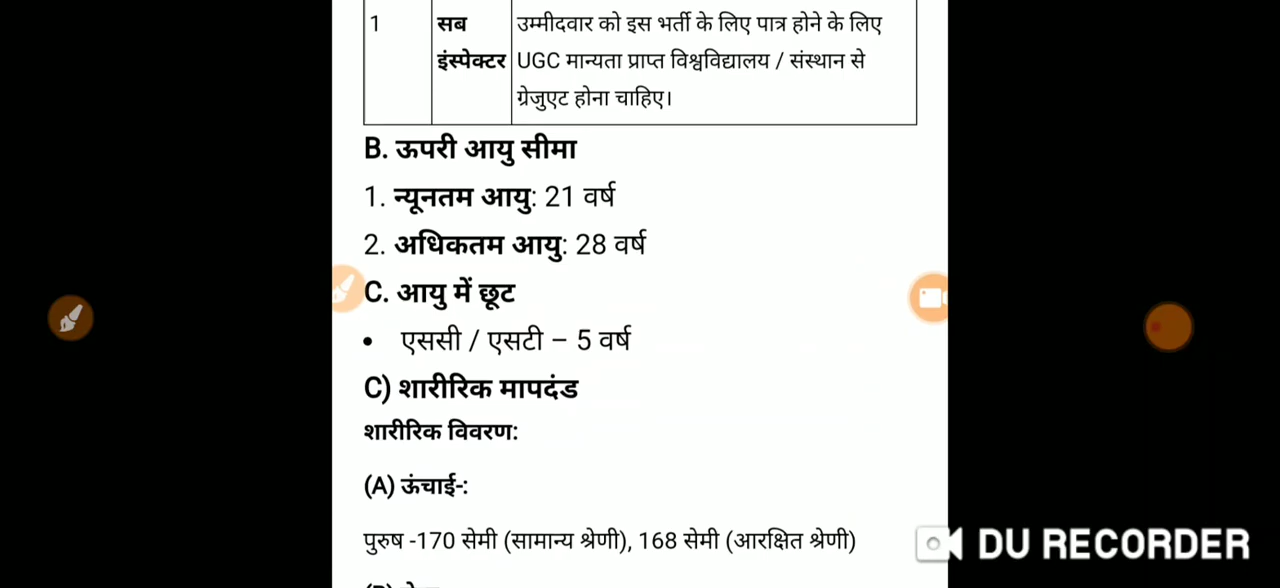 1 सब उम्मीदवार को इस भर्ती के लिए पात्र होने के लिए
इंस्पेक्टर UGC मान्यता प्राप्त विश्वविद्यालय / संस्थान से
ग्रेजुएट होना चाहिए।
B. ऊपरी आयु सीमा
1. न्यूनतम आयु: 21 वर्ष
2. अधिकतम आयु: 28 वर्ष
C. आयु में छूट
• एससी / एसटी – 5 वर्ष
C) शारीरिक मापदंड
शारीरिक विवरण:
(A) ऊंचाई-:
पुरुष -170 सेमी (सामान्य श्रेणी), 168 सेमी (आरक्षित श्रेणी)
DU RECORDER